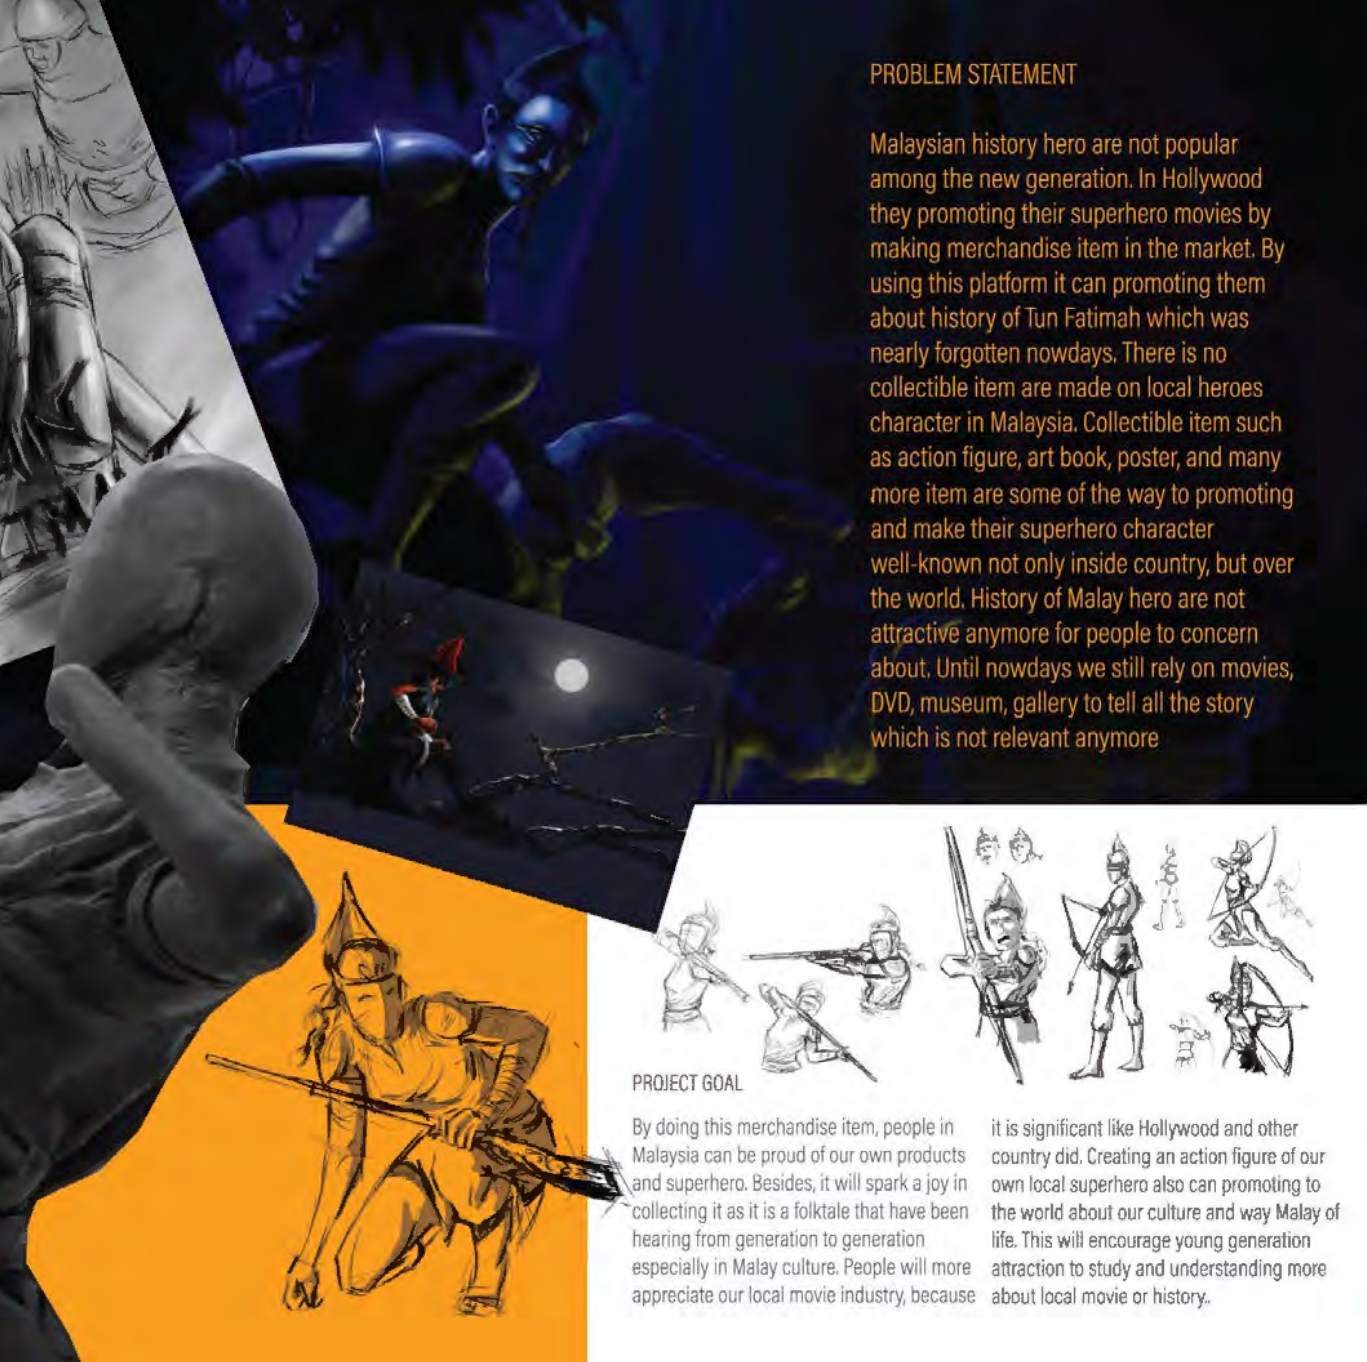 PROBLEM STATEMENT
Malaysian history hero are not popular
among the new generation. In Hollywood
they promoting their superhero movies by
making merchandise item in the market. By
using this platform it can promoting them
about history of Tun Fatimah which was
nearly forgotten nowdays. There is no
collectible item are made on local heroes
character in Malaysia. Collectible item such
as action figure, art book, poster, and many
more item are some of the way to promoting
and make their superhero character
well-known not only inside country, but over
the world. History of Malay hero are not
attractive anymore for people to concern
about. Until nowdays we still rely on movies,
DVD, museum, gallery to tell all the story
which is not relevant anymore
PROJECT GOAL
By doing this merchandise item, people in
Malaysia can be proud of our own products
and superhero. Besides, it will spark a joy in
collecting it as it is a folktale that have been
hearing from generation to generation
especially in Malay culture. People will more
appreciate our local movie industry, because
it is significant like Hollywood and other
country did. Creating an action figure of our
own local superhero also can promoting to
the world about our culture and way Malay of
life. This will encourage young generation
attraction to study and understanding more
about local movie or history..